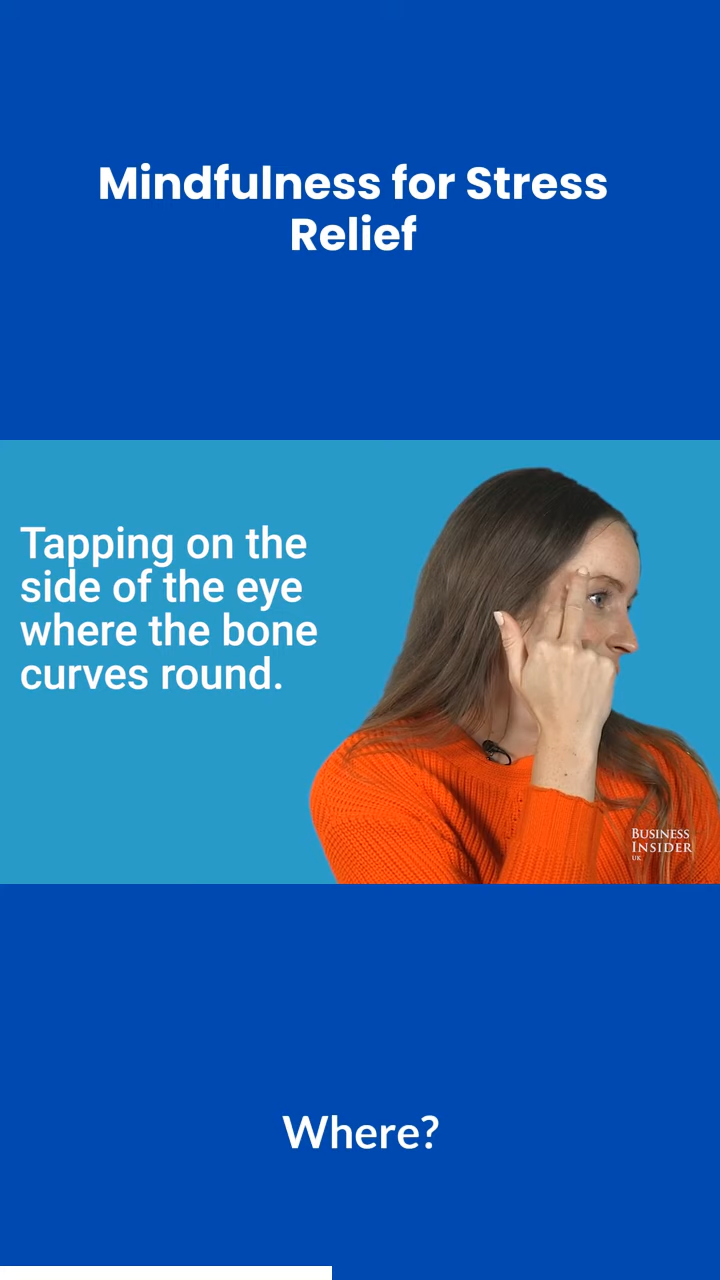 Mindfulness for Stress
Relief
Tapping on the
side of the eye
where the bone
curves round.
BUSINESS
INSIDER
UK
Where?